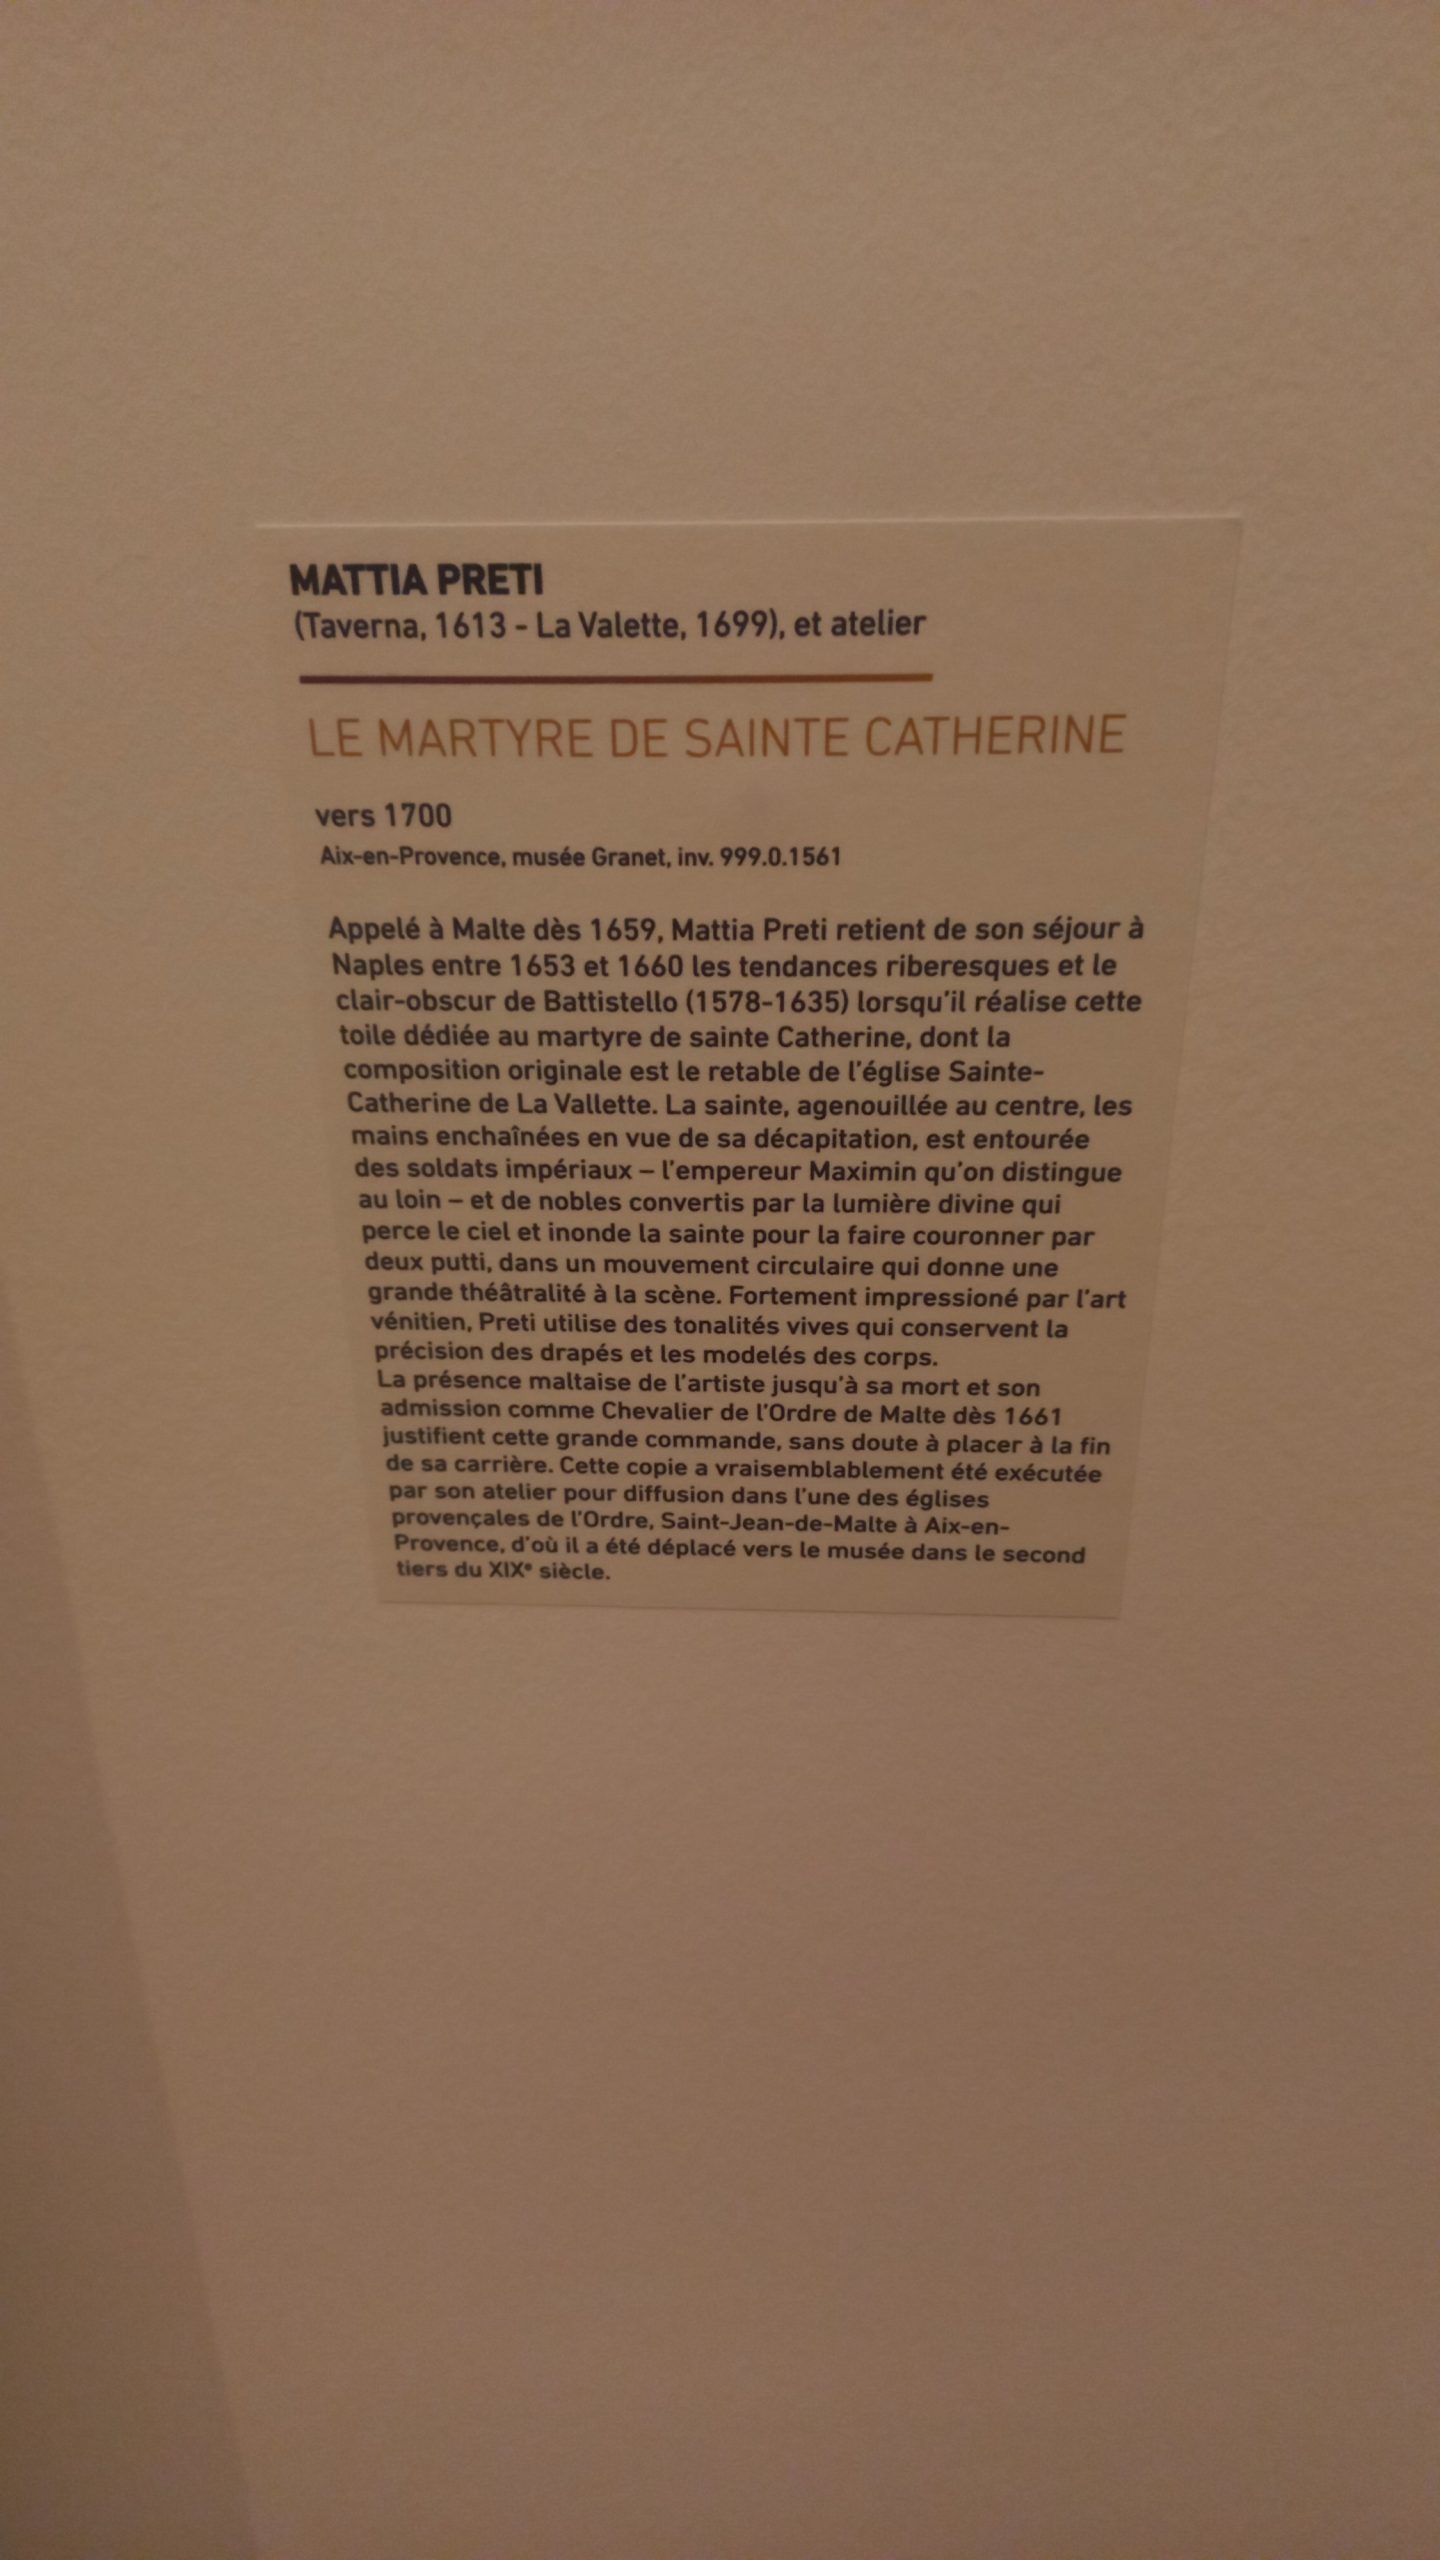 MATTIA PRETI
(Taverna, 1613 - La Valette, 1699), et atelier
LE MARTYRE DE SAINTE CATHERINE
vers 1700
Aix-en-Provence, musée Granet, inv. 999.0.1561
Appelé à Malte dès 1659, Mattia Preti retient de son séjour à
Naples entre 1653 et 1660 les tendances riberesques et le
clair-obscur de Battistello (1578-1635) lorsqu'il réalise cette
toile dédiée au martyre de sainte Catherine, dont la
composition originale est le retable de l'église Sainte-
Catherine de La Vallette. La sainte, agenouillée au centre, les
mains enchaînées en vue de sa décapitation, est entourée
des soldats impériaux – l'empereur Maximin qu'on distingue
au loin – et de nobles convertis par la lumière divine qui
perce le ciel et inonde la sainte pour la faire couronner par
deux putti, dans un mouvement circulaire qui donne une
grande théâtralité à la scène. Fortement impressioné par l'art
vénitien, Preti utilise des tonalités vives qui conservent la
précision des drapés et les modelés des corps.
La présence maltaise de l'artiste jusqu'à sa mort et son
admission comme Chevalier de l'Ordre de Malte dès 1661
justifient cette grande commande, sans doute à placer à la fin
de sa carrière. Cette copie a vraisemblablement été exécutée
par son atelier pour diffusion dans l'une des églises
provençales de l'Ordre, Saint-Jean-de-Malte à Aix-en-
Provence, d'où il a été déplacé vers le musée dans le second
tiers du XIXe siècle.